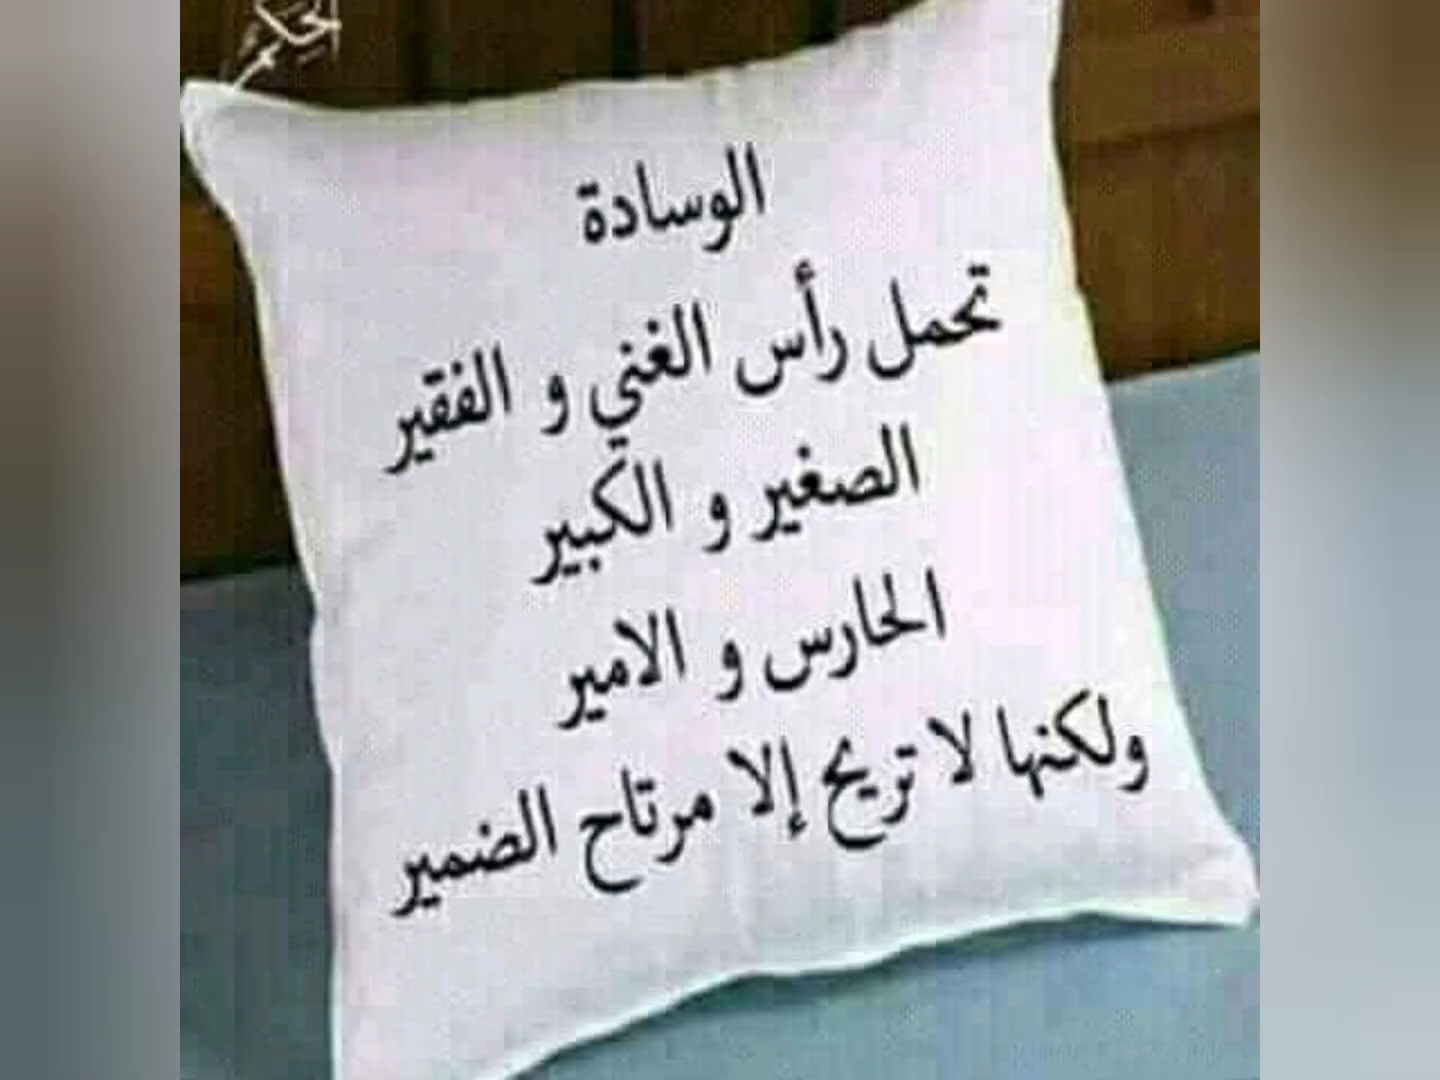 الوسادة
تحمل رأس الغني و الفقير
الصغير و الكبير
الحارس و الامير
ولكنها لا تريح إلا مرتاح الضمير